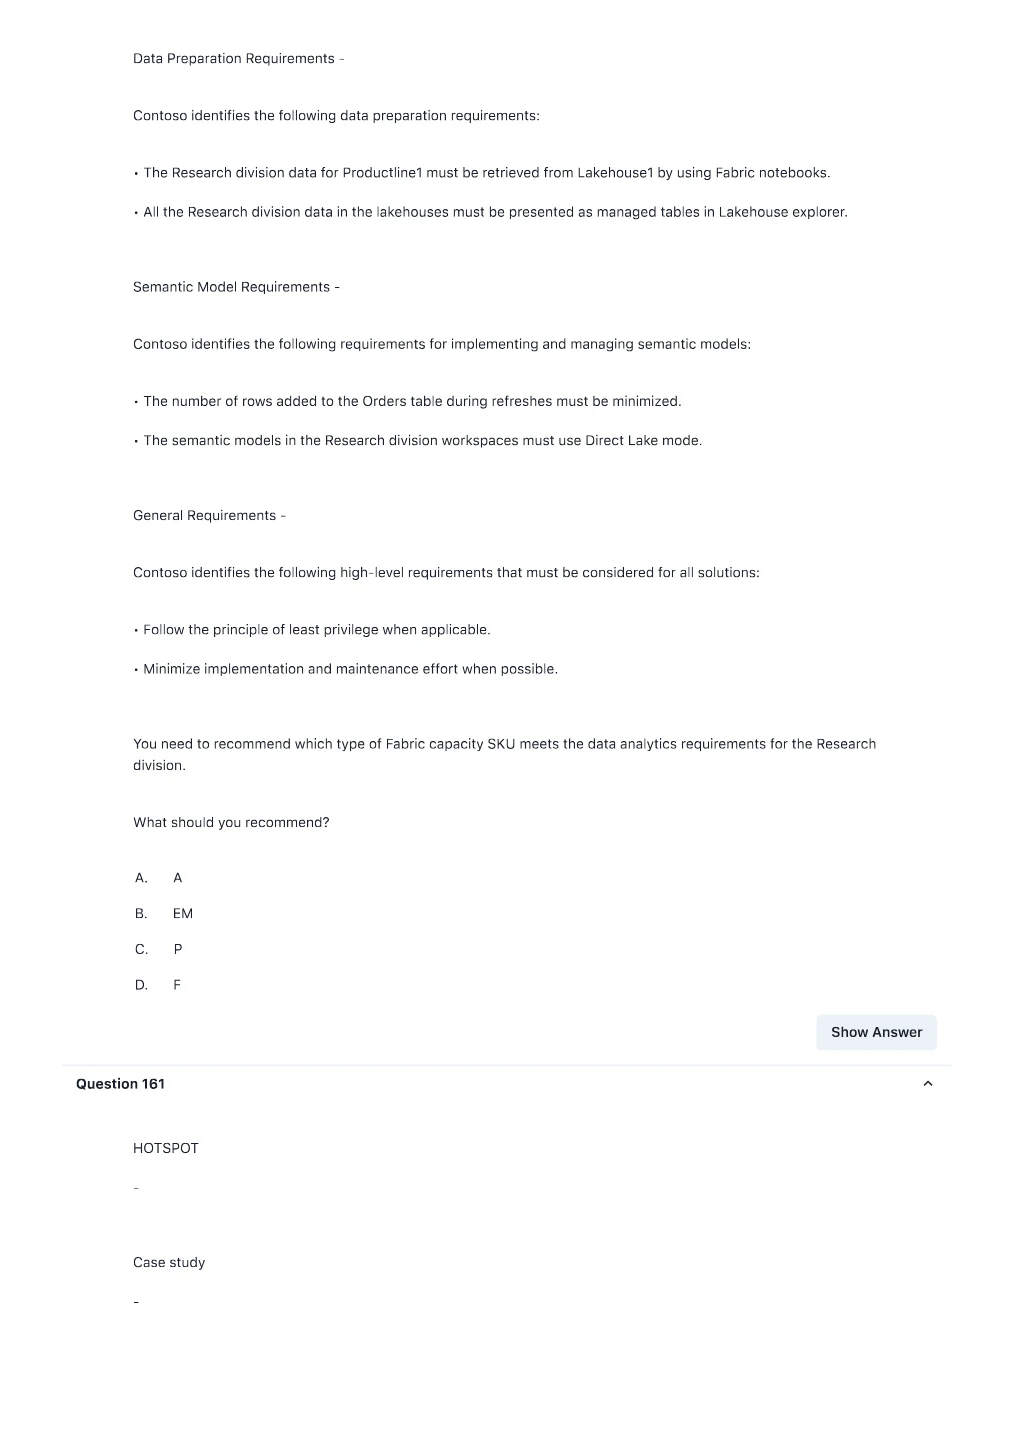 Data Preparation Requirements -
Contoso identifies the following data preparation requirements:
• The Research division data for Productline1 must be retrieved from Lakehouse1 by using Fabric notebooks.
• All the Research division data in the lakehouses must be presented as managed tables in Lakehouse explorer.
Semantic Model Requirements -
Contoso identifies the following requirements for implementing and managing semantic models:
• The number of rows added to the Orders table during refreshes must be minimized.
• The semantic models in the Research division workspaces must use Direct Lake mode.
General Requirements -
Contoso identifies the following high-level requirements that must be considered for all solutions:
• Follow the principle of least privilege when applicable.
• Minimize implementation and maintenance effort when possible.
You need to recommend which type of Fabric capacity SKU meets the data analytics requirements for the Research
division.
What should you recommend?
A. A
B. EM
C. P
D. F
Show Answer
Question 161
HOTSPOT
-
Case study
-